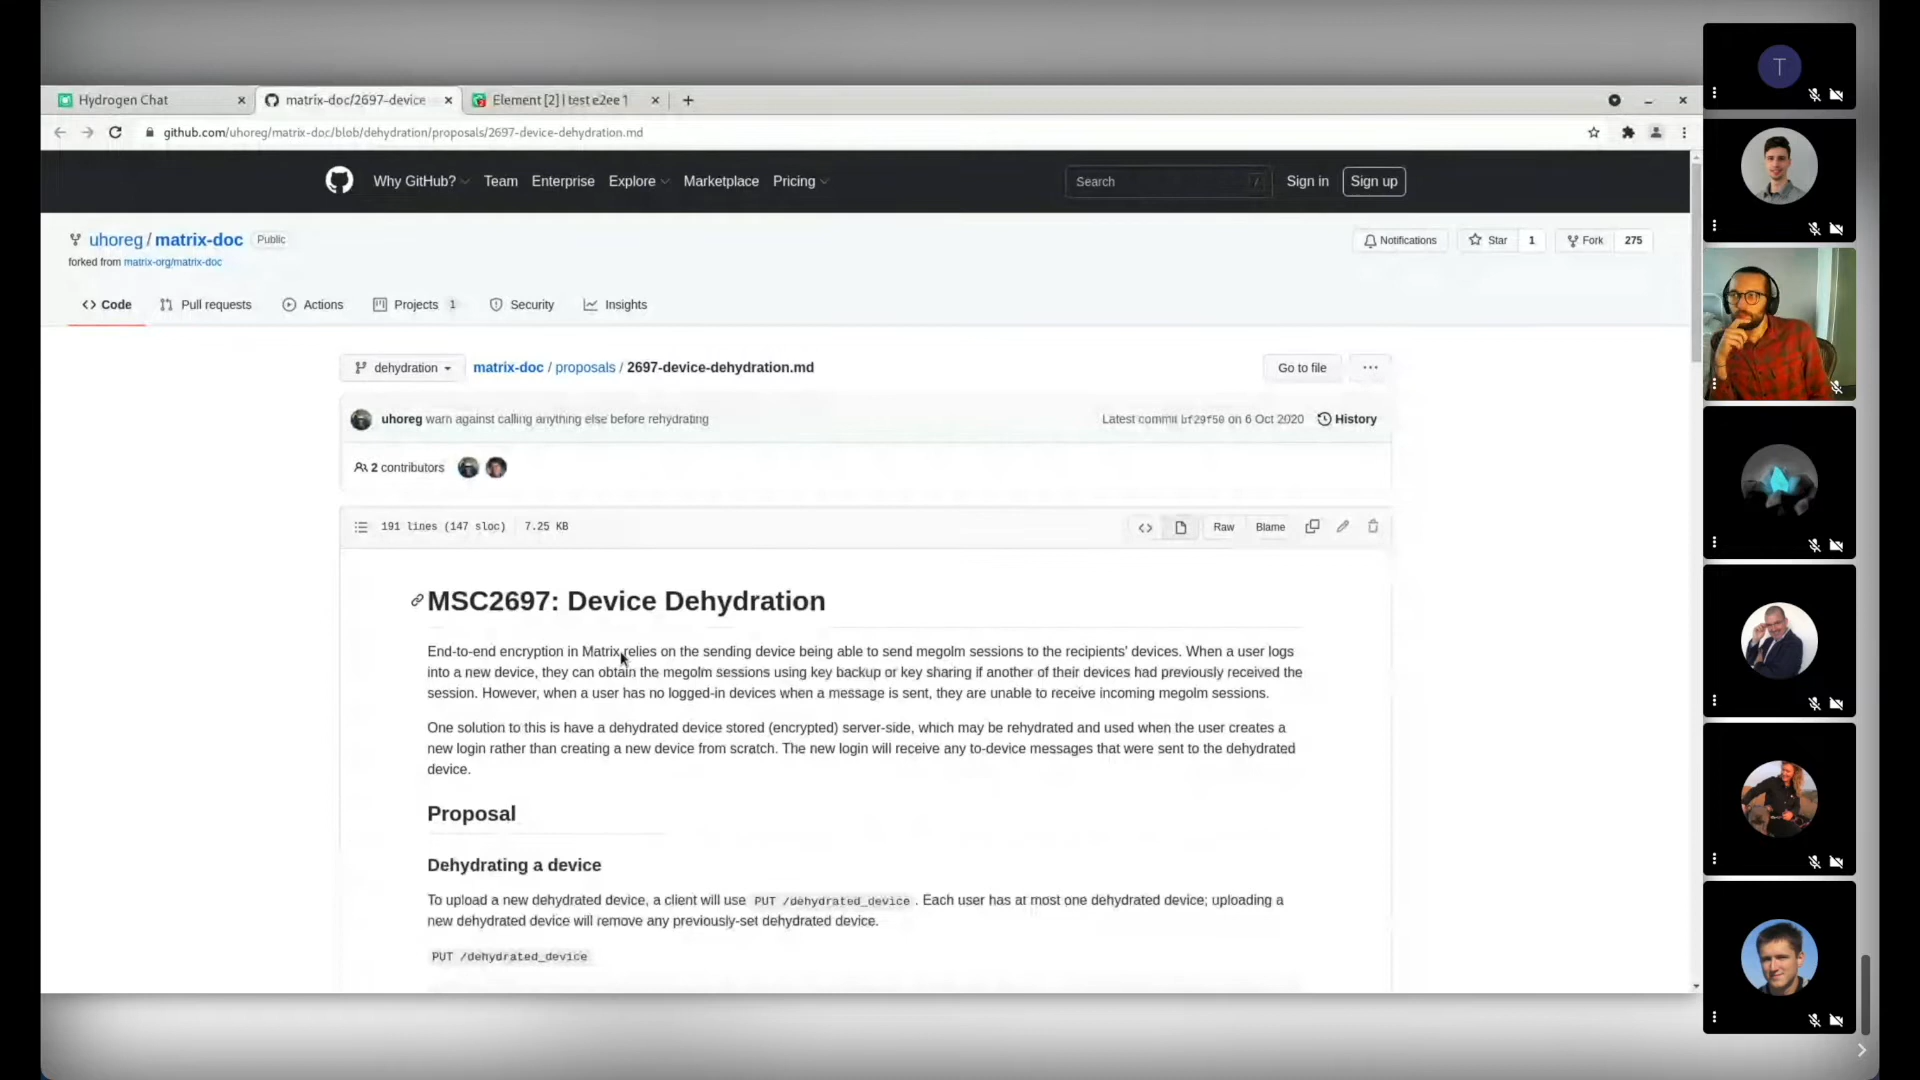 Hydrogen Chat
matrix-doc/2697-device
Element [2] | test e2ee 1
github.com/uhoreg/matrix-doc/blob/dehydration/proposals/2697-device-dehydration.md
Why GitHub? Team Enterprise Explore Marketplace Pricing Search / Sign in Sign up
uhoreg / matrix-doc Public Notifications Star 1 Fork 275
forked from matrix-org/matrix-doc
Code Pull requests Actions Projects 1 Security Insights
dehydration matrix-doc / proposals / 2697-device-dehydration.md Go to file
uhoreg warn against calling anything else before rehydrating Latest commit bf29f50 on 6 Oct 2020 History
2 contributors
191 lines (147 sloc) 7.25 KB Raw Blame
MSC2697: Device Dehydration
End-to-end encryption in Matrix relies on the sending device being able to send megolm sessions to the recipients' devices. When a user logs
into a new device, they can obtain the megolm sessions using key backup or key sharing if another of their devices had previously received the
session. However, when a user has no logged-in devices when a message is sent, they are unable to receive incoming megolm sessions.
One solution to this is have a dehydrated device stored (encrypted) server-side, which may be rehydrated and used when the user creates a
new login rather than creating a new device from scratch. The new login will receive any to-device messages that were sent to the dehydrated
device.
Proposal
Dehydrating a device
To upload a new dehydrated device, a client will use PUT /dehydrated_device . Each user has at most one dehydrated device; uploading a
new dehydrated device will remove any previously-set dehydrated device.
PUT /dehydrated_device
T